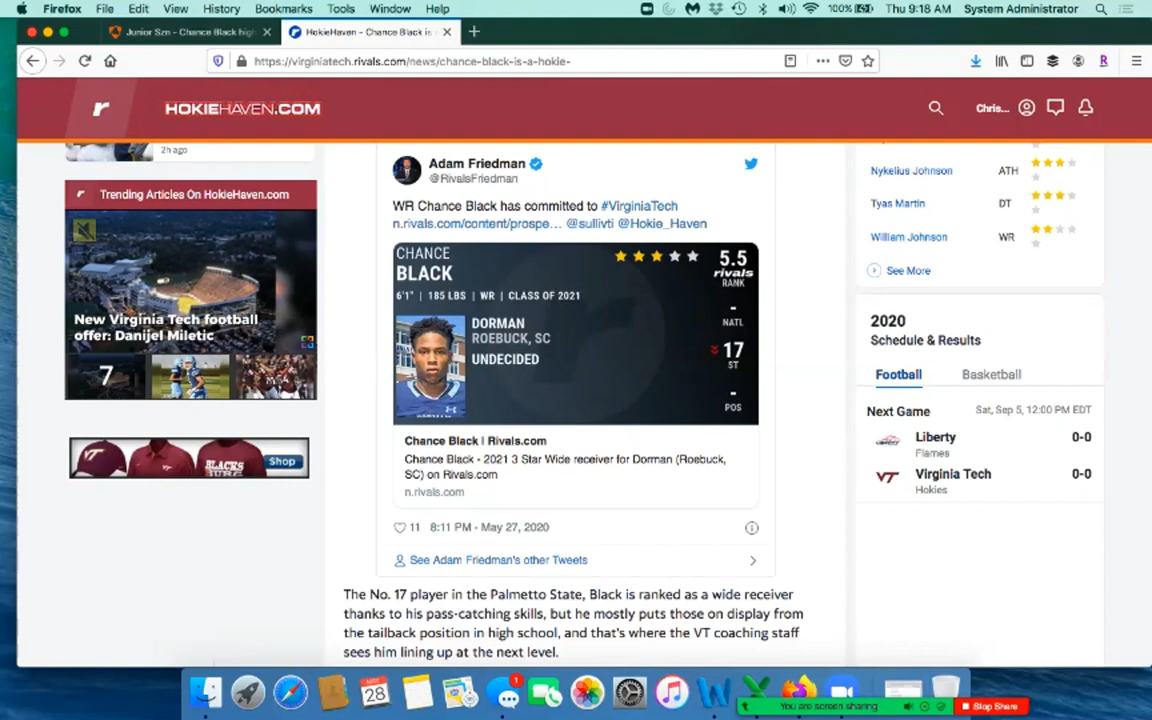 Firefox File Edit View History Bookmarks Tools Window Help 100% Thu 9:18 AM System Administrator
Junior Szn - Chance Black hig
HokieHaven - Chance Black is
https://virginiatech.rivals.com/news/chance-black-is-a-hokie-
HOKIEHAVEN.COM
Chris...
2h ago
Trending Articles On HokieHaven.com
New Virginia Tech football
offer: Danijel Miletic
7
Shop
Adam Friedman
@RivalsFriedman
WR Chance Black has committed to #VirginiaTech
n.rivals.com/content/prospe... @sullivti @Hokie_Haven
CHANCE
BLACK
6'1" | 185 LBS | WR | CLASS OF 2021
5.5
rivals
RANK
-
NATL
17
ST
-
POS
DORMAN
ROEBUCK, SC
UNDECIDED
Chance Black | Rivals.com
Chance Black - 2021 3 Star Wide receiver for Dorman (Roebuck,
SC) on Rivals.com
n.rivals.com
11 8:11 PM - May 27, 2020
See Adam Friedman's other Tweets
The No. 17 player in the Palmetto State, Black is ranked as a wide receiver
thanks to his pass-catching skills, but he mostly puts those on display from
the tailback position in high school, and that's where the VT coaching staff
sees him lining up at the next level.
Nykelius Johnson ATH
Tyas Martin DT
William Johnson WR
See More
2020
Schedule & Results
Football Basketball
Next Game Sat, Sep 5, 12:00 PM EDT
Liberty 0-0
Flames
Virginia Tech 0-0
Hokies
MAY
28
1
You are screen sharing
Stop Share